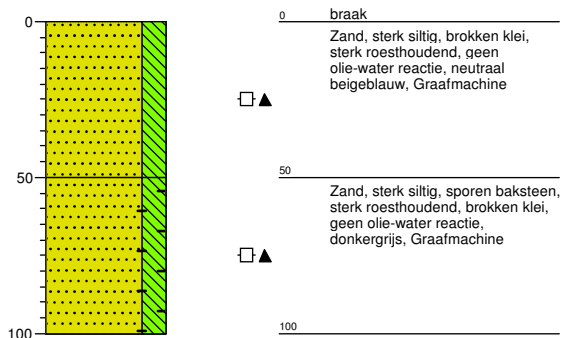 0
0 braak
Zand, sterk siltig, brokken klei,
sterk roesthoudend, geen
olie-water reactie, neutraal
beigeblauw, Graafmachine
50
50
Zand, sterk siltig, sporen baksteen,
sterk roesthoudend, brokken klei,
geen olie-water reactie,
donkergrijs, Graafmachine
100
100